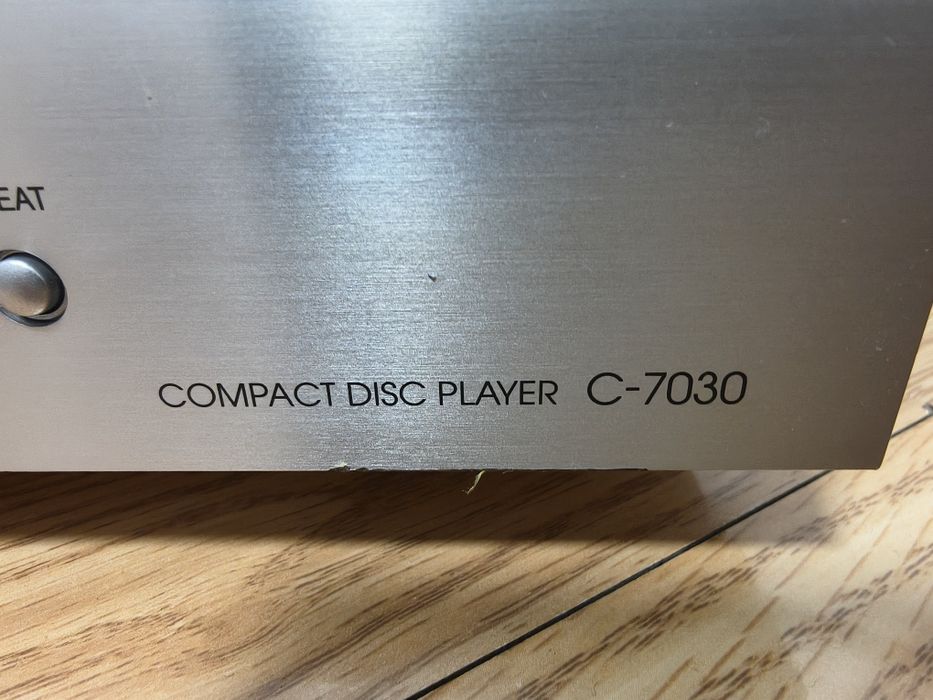 EAT
COMPACT DISC PLAYER C-7030